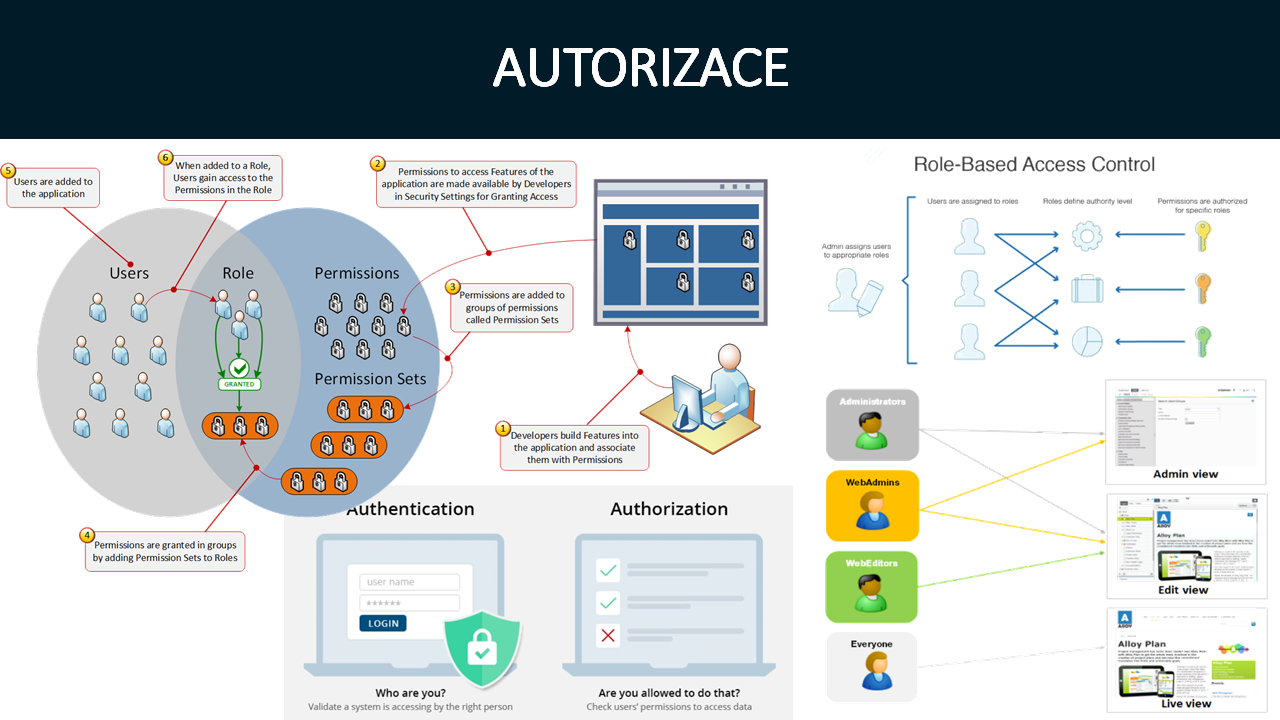 AUTORIZACE
5
Users are added to
the application
6
When added to a Role,
Users gain access to the
Permissions in the Role
2
Permissions to access Features of the
application are made available by Developers
in Security Settings for Granting Access
Users
Role
Permissions
GRANTED
Permission Sets
3
Permissions are added to
groups of permissions
called Permission Sets
1
Developers build Features into
the application and associate
them with Permissions
4
Permissions are granted in groups
by adding Permission Sets to Roles
Authentication
user name
******
LOGIN
Who are you
Validate a system is accessing by the right
Authorization
Are you allowed to do that?
Check users' permissions to access data
Role-Based Access Control
Admin assigns users
to appropriate roles
Users are assigned to roles
Roles define authority level
Permissions are authorized
for specific roles
Administrators
WebAdmins
WebEditors
Everyone
Admin view
ALLOY
Alloy Plan
Edit view
ALLOY
Alloy Plan
Live view